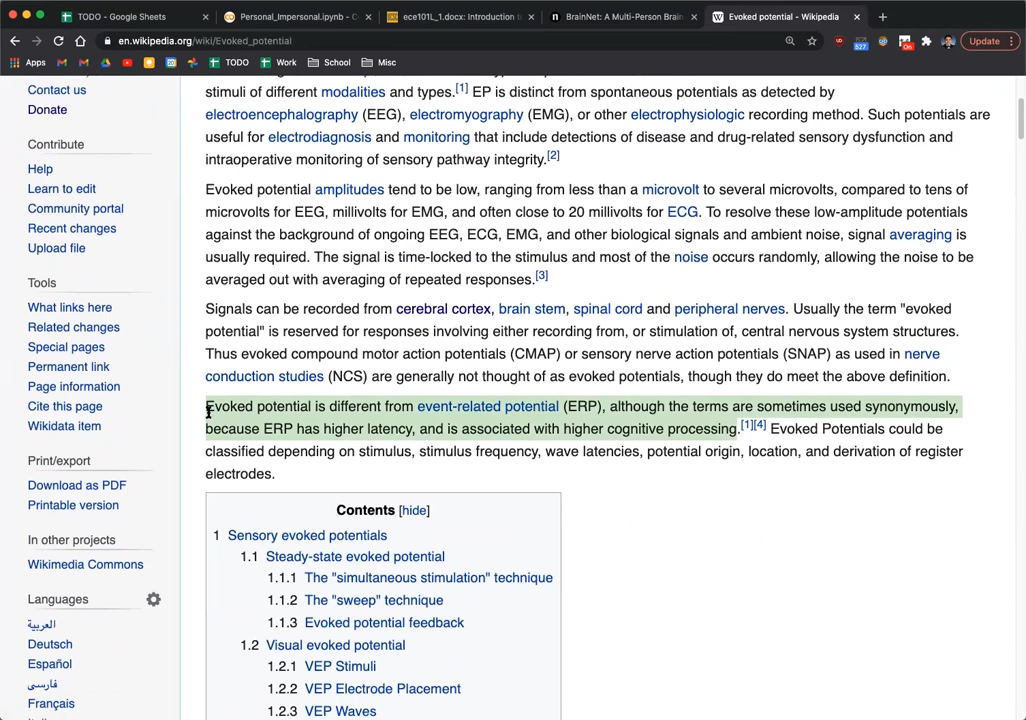 TODO - Google Sheets
Personal_Impersonal.ipynb - C
ece101L_1.docx: Introduction t
BrainNet: A Multi-Person Brain
Evoked potential - Wikipedia
en.wikipedia.org/wiki/Evoked_potential
527
On
Update
Apps
20
TODO
Work
School
Misc
Contact us
Donate
Contribute
Help
Learn to edit
Community portal
Recent changes
Upload file
Tools
What links here
Related changes
Special pages
Permanent link
Page information
Cite this page
Wikidata item
Print/export
Download as PDF
Printable version
In other projects
Wikimedia Commons
Languages
العربية
Deutsch
Español
فارسی
Français
stimuli of different modalities and types.[1] EP is distinct from spontaneous potentials as detected by
electroencephalography (EEG), electromyography (EMG), or other electrophysiologic recording method. Such potentials are
useful for electrodiagnosis and monitoring that include detections of disease and drug-related sensory dysfunction and
intraoperative monitoring of sensory pathway integrity.[2]
Evoked potential amplitudes tend to be low, ranging from less than a microvolt to several microvolts, compared to tens of
microvolts for EEG, millivolts for EMG, and often close to 20 millivolts for ECG. To resolve these low-amplitude potentials
against the background of ongoing EEG, ECG, EMG, and other biological signals and ambient noise, signal averaging is
usually required. The signal is time-locked to the stimulus and most of the noise occurs randomly, allowing the noise to be
averaged out with averaging of repeated responses.[3]
Signals can be recorded from cerebral cortex, brain stem, spinal cord and peripheral nerves. Usually the term "evoked
potential" is reserved for responses involving either recording from, or stimulation of, central nervous system structures.
Thus evoked compound motor action potentials (CMAP) or sensory nerve action potentials (SNAP) as used in nerve
conduction studies (NCS) are generally not thought of as evoked potentials, though they do meet the above definition.
Evoked potential is different from event-related potential (ERP), although the terms are sometimes used synonymously,
because ERP has higher latency, and is associated with higher cognitive processing.[1][4] Evoked Potentials could be
classified depending on stimulus, stimulus frequency, wave latencies, potential origin, location, and derivation of register
electrodes.
Contents [hide]
1 Sensory evoked potentials
1.1 Steady-state evoked potential
1.1.1 The "simultaneous stimulation" technique
1.1.2 The "sweep" technique
1.1.3 Evoked potential feedback
1.2 Visual evoked potential
1.2.1 VEP Stimuli
1.2.2 VEP Electrode Placement
1.2.3 VEP Waves